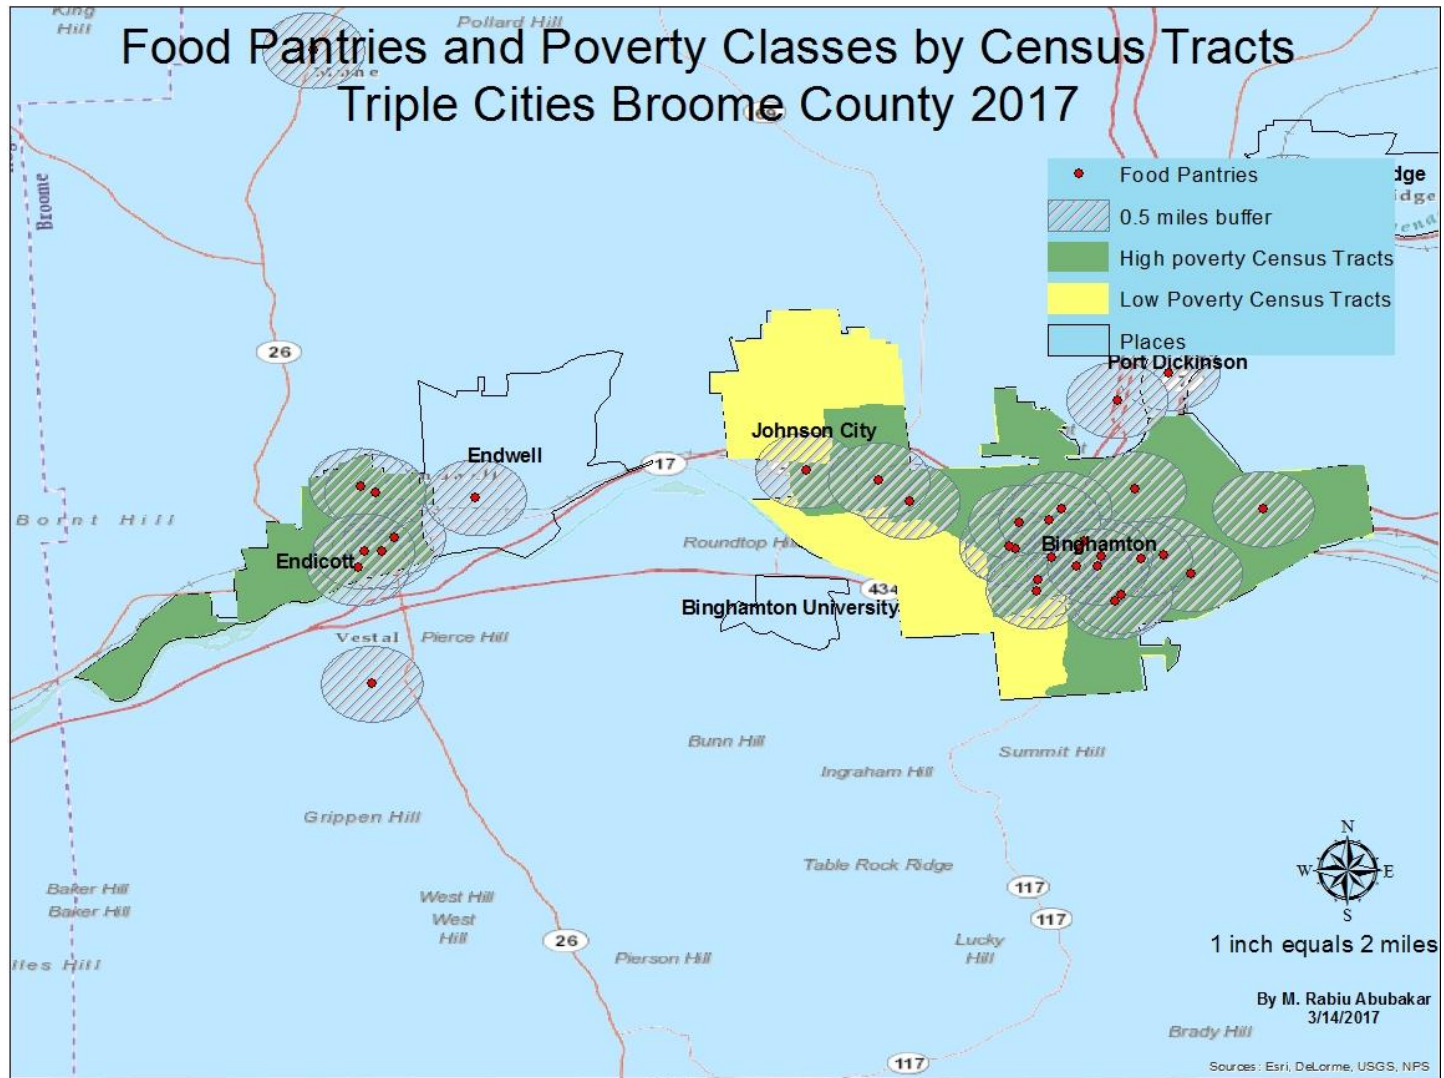 King
Hill
Pollard Hill
Food Pantries and Poverty Classes by Census Tracts
Triple Cities Broome County 2017
Broome
Food Pantries
0.5 miles buffer
High poverty Census Tracts
Low Poverty Census Tracts
Places
dge
idge
26
Port Dickinson
Johnson City
Endwell
17
Bornt Hill
Endicott
Roundtop Hill
Binghamton
434
Binghamton University
Vestal
Pierce Hill
Bunn Hill
Summit Hill
Ingraham Hill
Grippen Hill
N
W
E
S
Table Rock Ridge
Baker Hill
Baker Hill
West Hill
West
Hill
117
117
26
Lucky
Hill
1 inch equals 2 miles
Pierson Hill
By M. Rabiu Abubakar
3/14/2017
Brady Hill
117
Sources: Esri, DeLorme, USGS, NPS